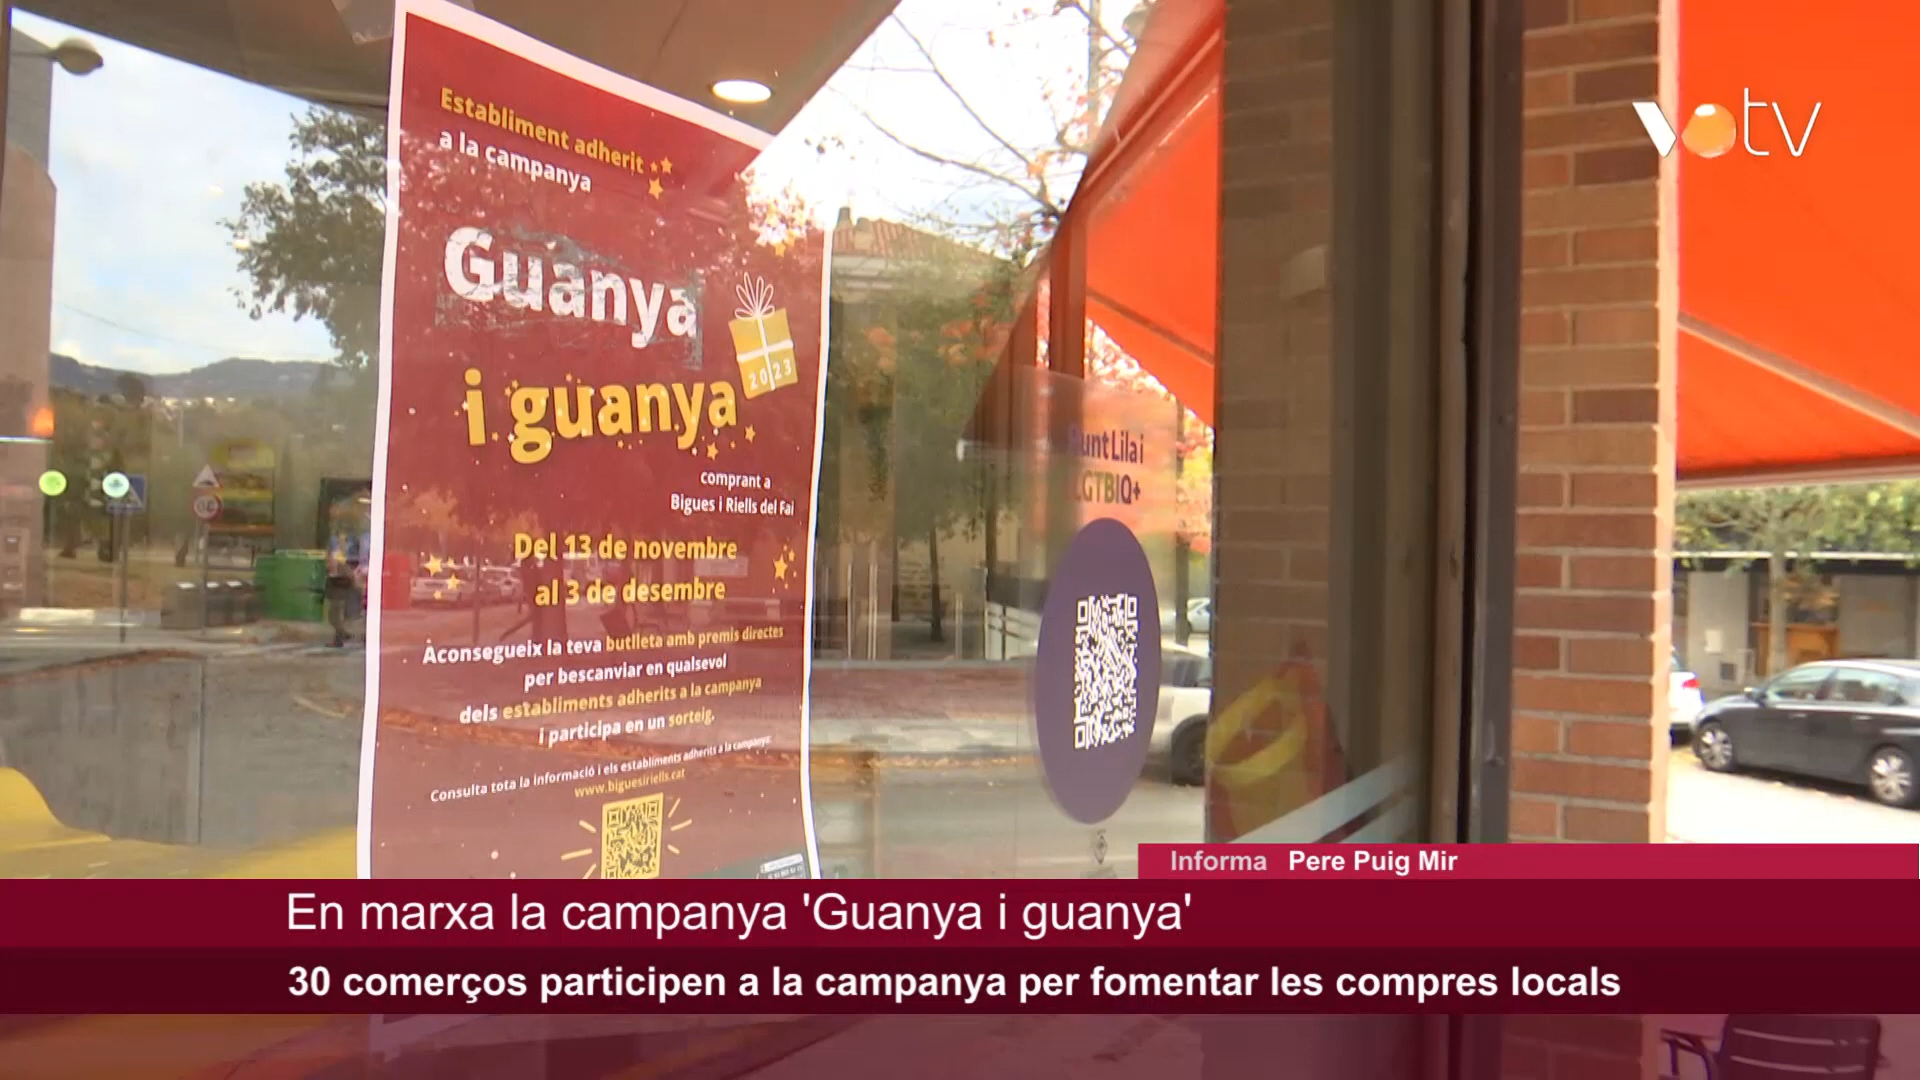 Establiment adherit
a la campanya
Guanya
i guanya
2023
comprant a
Bigues i Riells del Fai
Del 13 de novembre
al 3 de desembre
Aconsegueix la teva butlleta amb premis directes
per bescanviar en qualsevol
dels establiments adherits a la campanya
i participa en un sorteig.
Consulta tota la informació i els establiments adherits a la campanya:
www.biguesiriells.cat
Punt Lila i
LGTBIQ+
votv
Informa Pere Puig Mir
En marxa la campanya 'Guanya i guanya'
30 comerços participen a la campanya per fomentar les compres locals